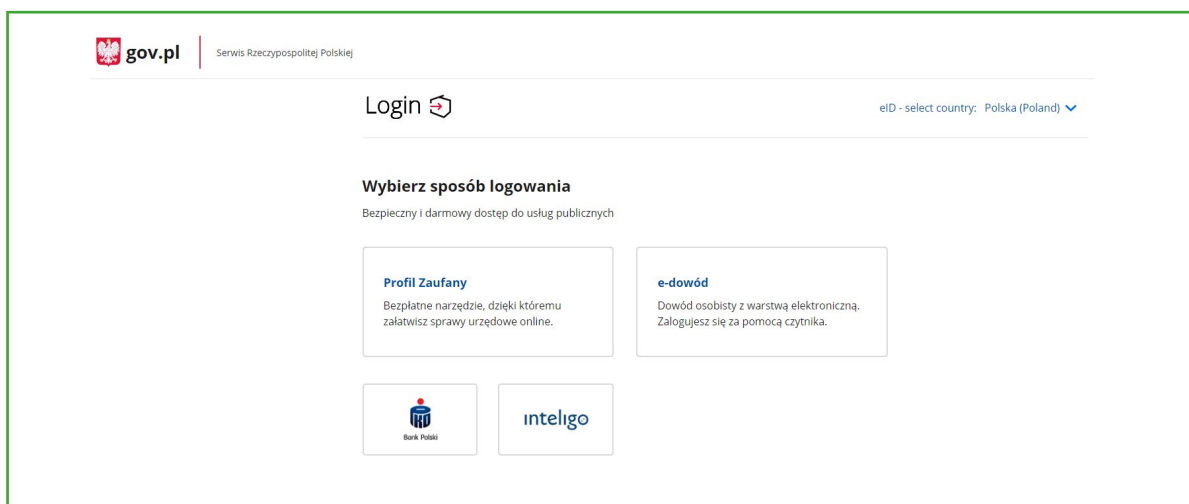 gov.pl
Serwis Rzeczypospolitej Polskiej
Login
eID - select country: Polska (Poland)
Wybierz sposób logowania
Bezpieczny i darmowy dostęp do usług publicznych
Profil Zaufany
Bezpłatne narzędzie, dzięki któremu
załatwisz sprawy urzędowe online.
e-dowód
Dowód osobisty z warstwą elektroniczną.
Zalogujesz się za pomocą czytnika.
PKO
Bank Polski
inteligo